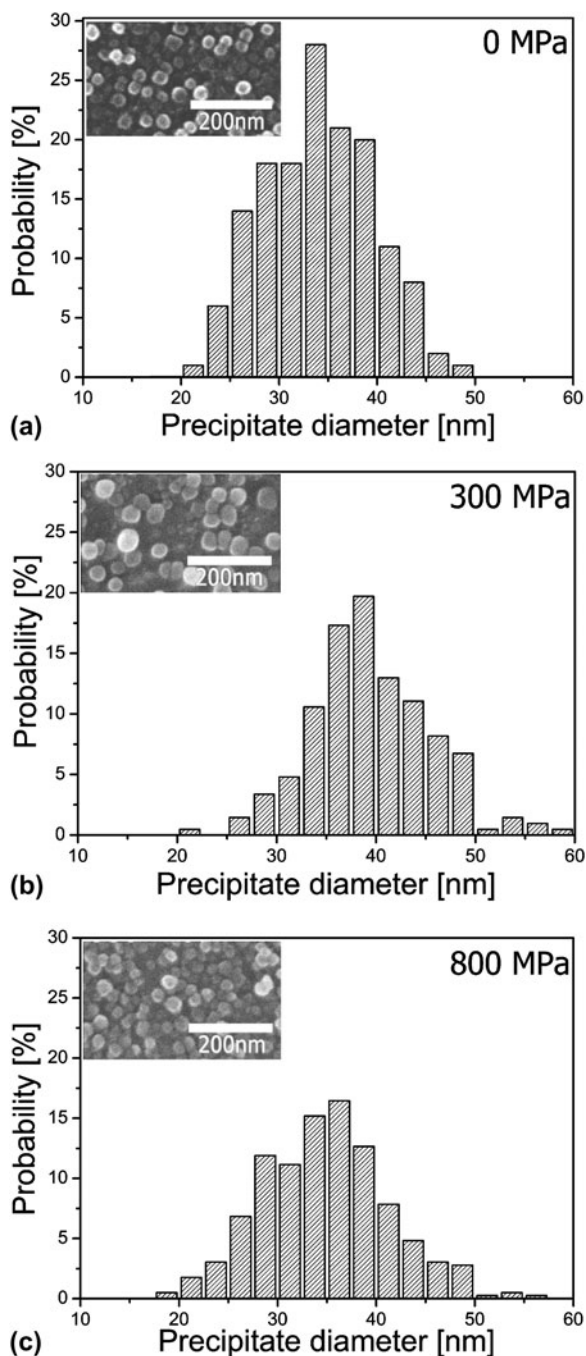 30
25
20
15
10
5
0
Probability [%]
200nm
0 MPa
10 20 30 40 50 60
(a) Precipitate diameter [nm]
30
25
20
15
10
5
0
Probability [%]
200nm
300 MPa
10 20 30 40 50 60
(b) Precipitate diameter [nm]
30
25
20
15
10
5
0
Probability [%]
200nm
800 MPa
10 20 30 40 50 60
(c) Precipitate diameter [nm]